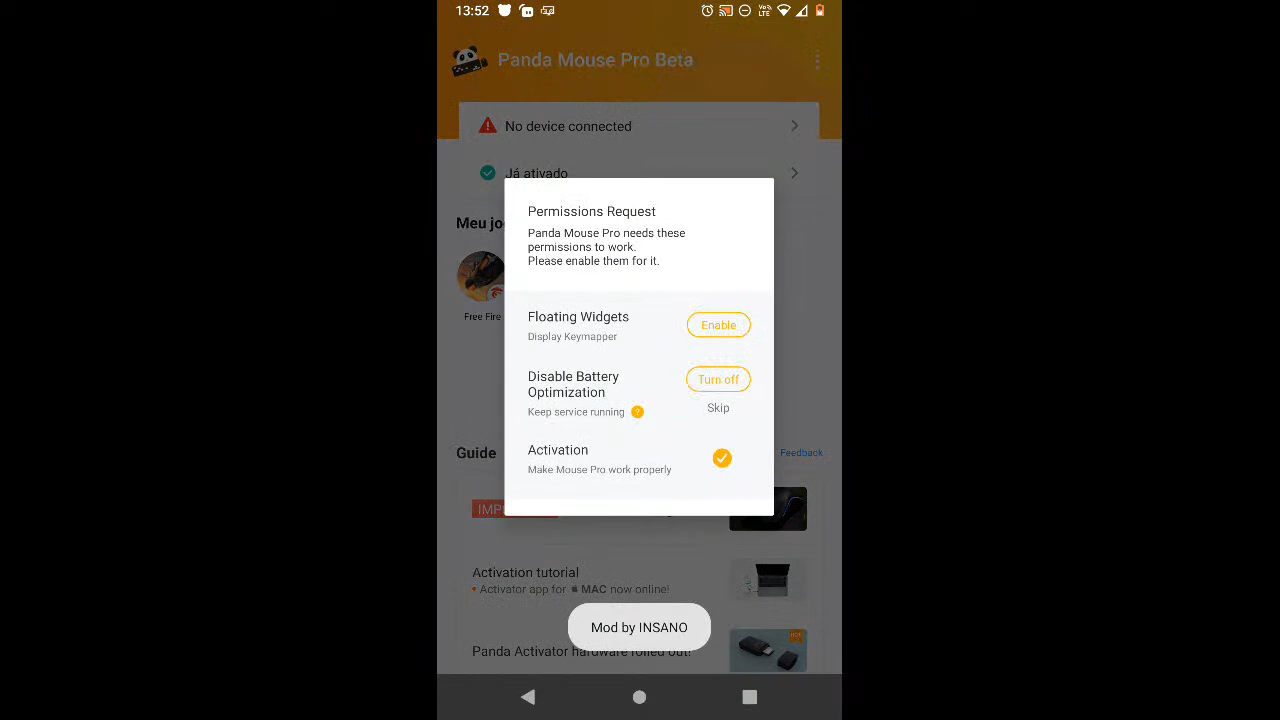 13:52
Vo) LTE
Panda Mouse Pro Beta
No device connected
Já ativado
Meu jo
Free Fire
Permissions Request
Panda Mouse Pro needs these
permissions to work.
Please enable them for it.
Floating Widgets
Enable
Display Keymapper
Disable Battery
Optimization
Turn off
Keep service running ?
Skip
Activation
Make Mouse Pro work properly
Guide
Feedback
IMP
Activation tutorial
• Activator app for MAC now online!
Mod by INSANO
Panda Activator hardware rolled out!
HOT